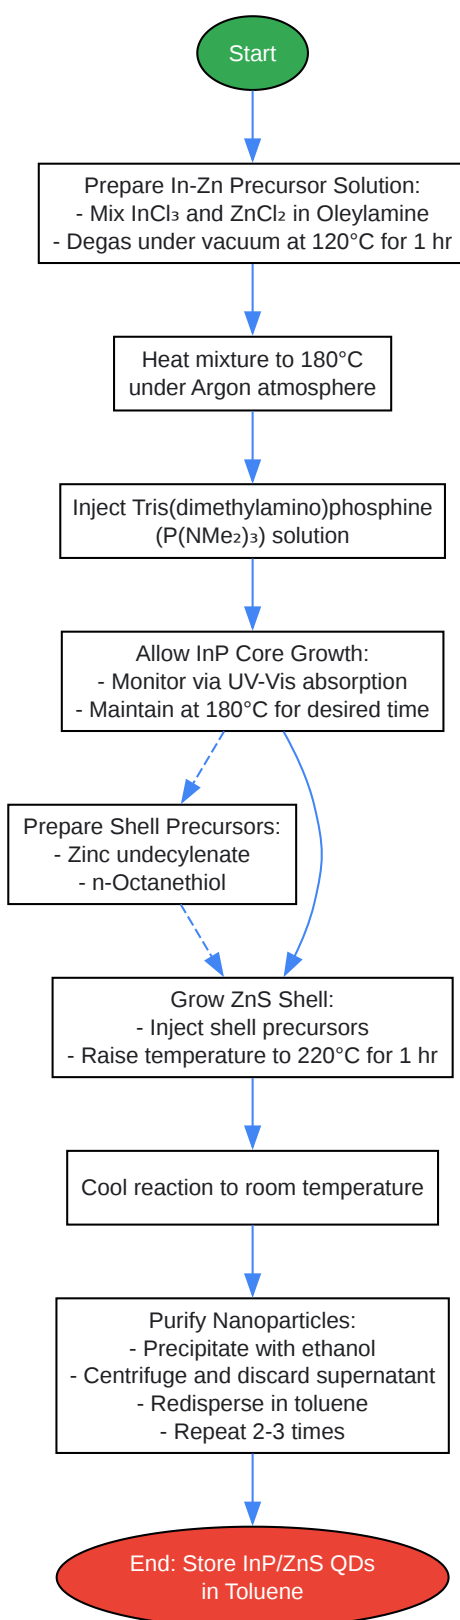 Start
Prepare In-Zn Precursor Solution:
- Mix InCl₃ and ZnCl₂ in Oleylamine
- Degas under vacuum at 120°C for 1 hr
Heat mixture to 180°C
under Argon atmosphere
Inject Tris(dimethylamino)phosphine
(P(NMe₂)₃) solution
Allow InP Core Growth:
- Monitor via UV-Vis absorption
- Maintain at 180°C for desired time
Prepare Shell Precursors:
- Zinc undecylenate
- n-Octanethiol
Grow ZnS Shell:
- Inject shell precursors
- Raise temperature to 220°C for 1 hr
Cool reaction to room temperature
Purify Nanoparticles:
- Precipitate with ethanol
- Centrifuge and discard supernatant
- Redisperse in toluene
- Repeat 2-3 times
End: Store InP/ZnS QDs
in Toluene